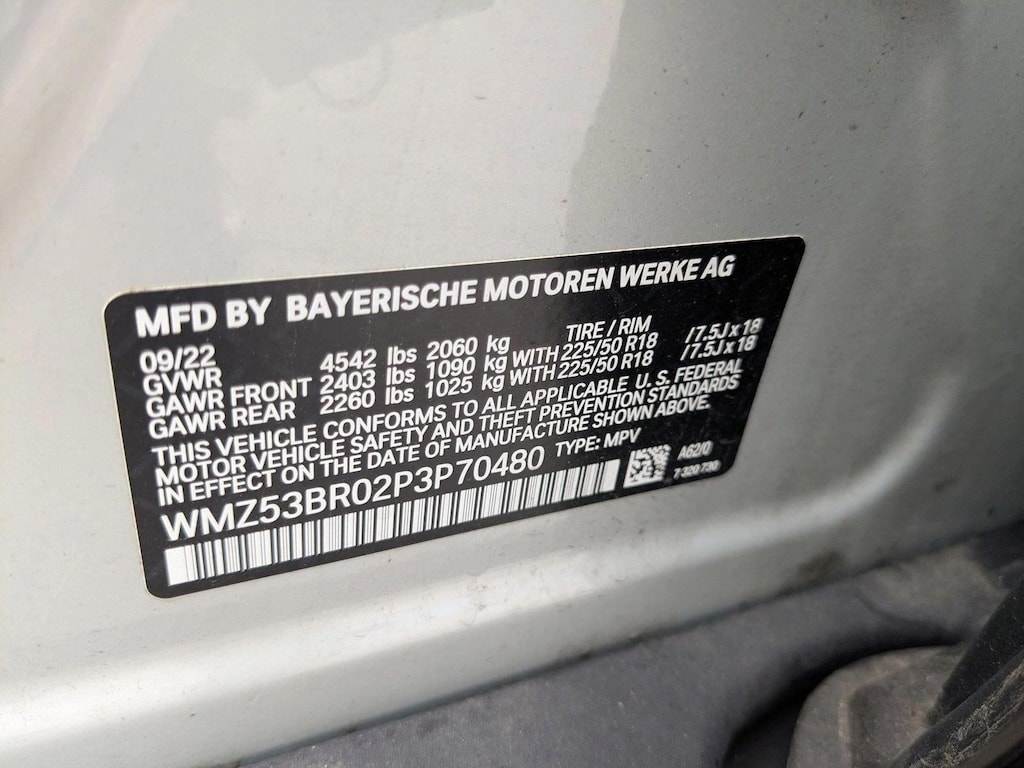 MFD BY BAYERISCHE MOTOREN WERKE AG
09/22 TIRE / RIM
GVWR 4542 lbs 2060 kg
GAWR FRONT 2403 lbs 1090 kg WITH 225/50 R18 /7.5J x 18
GAWR REAR 2260 lbs 1025 kg WITH 225/50 R18 /7.5J x 18
THIS VEHICLE CONFORMS TO ALL APPLICABLE U. S. FEDERAL
MOTOR VEHICLE SAFETY AND THEFT PREVENTION STANDARDS
IN EFFECT ON THE DATE OF MANUFACTURE SHOWN ABOVE.
WMZ53BR02P3P70480 TYPE: MPV
A62/0
7 320 730